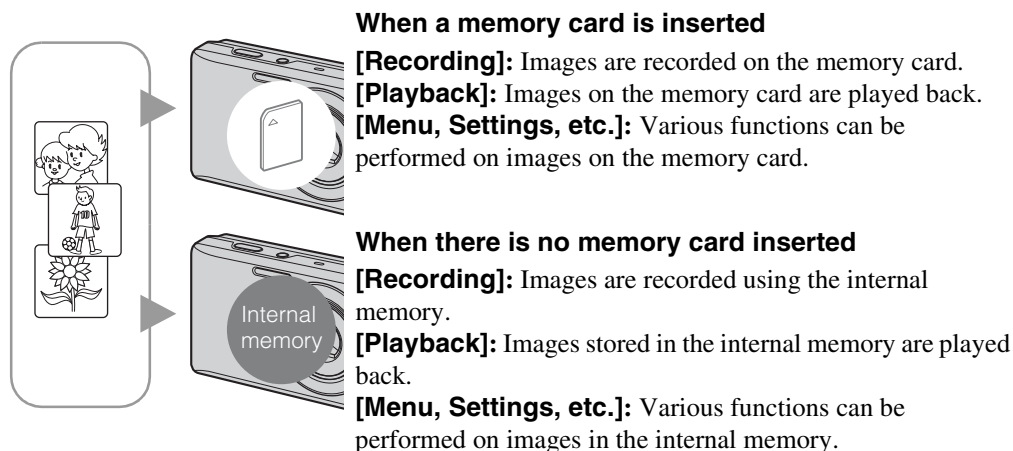 When a memory card is inserted
[Recording]: Images are recorded on the memory card.
[Playback]: Images on the memory card are played back.
[Menu, Settings, etc.]: Various functions can be
performed on images on the memory card.
When there is no memory card inserted
[Recording]: Images are recorded using the internal
memory.
[Playback]: Images stored in the internal memory are played
back.
[Menu, Settings, etc.]: Various functions can be
performed on images in the internal memory.
Internal
memory
10